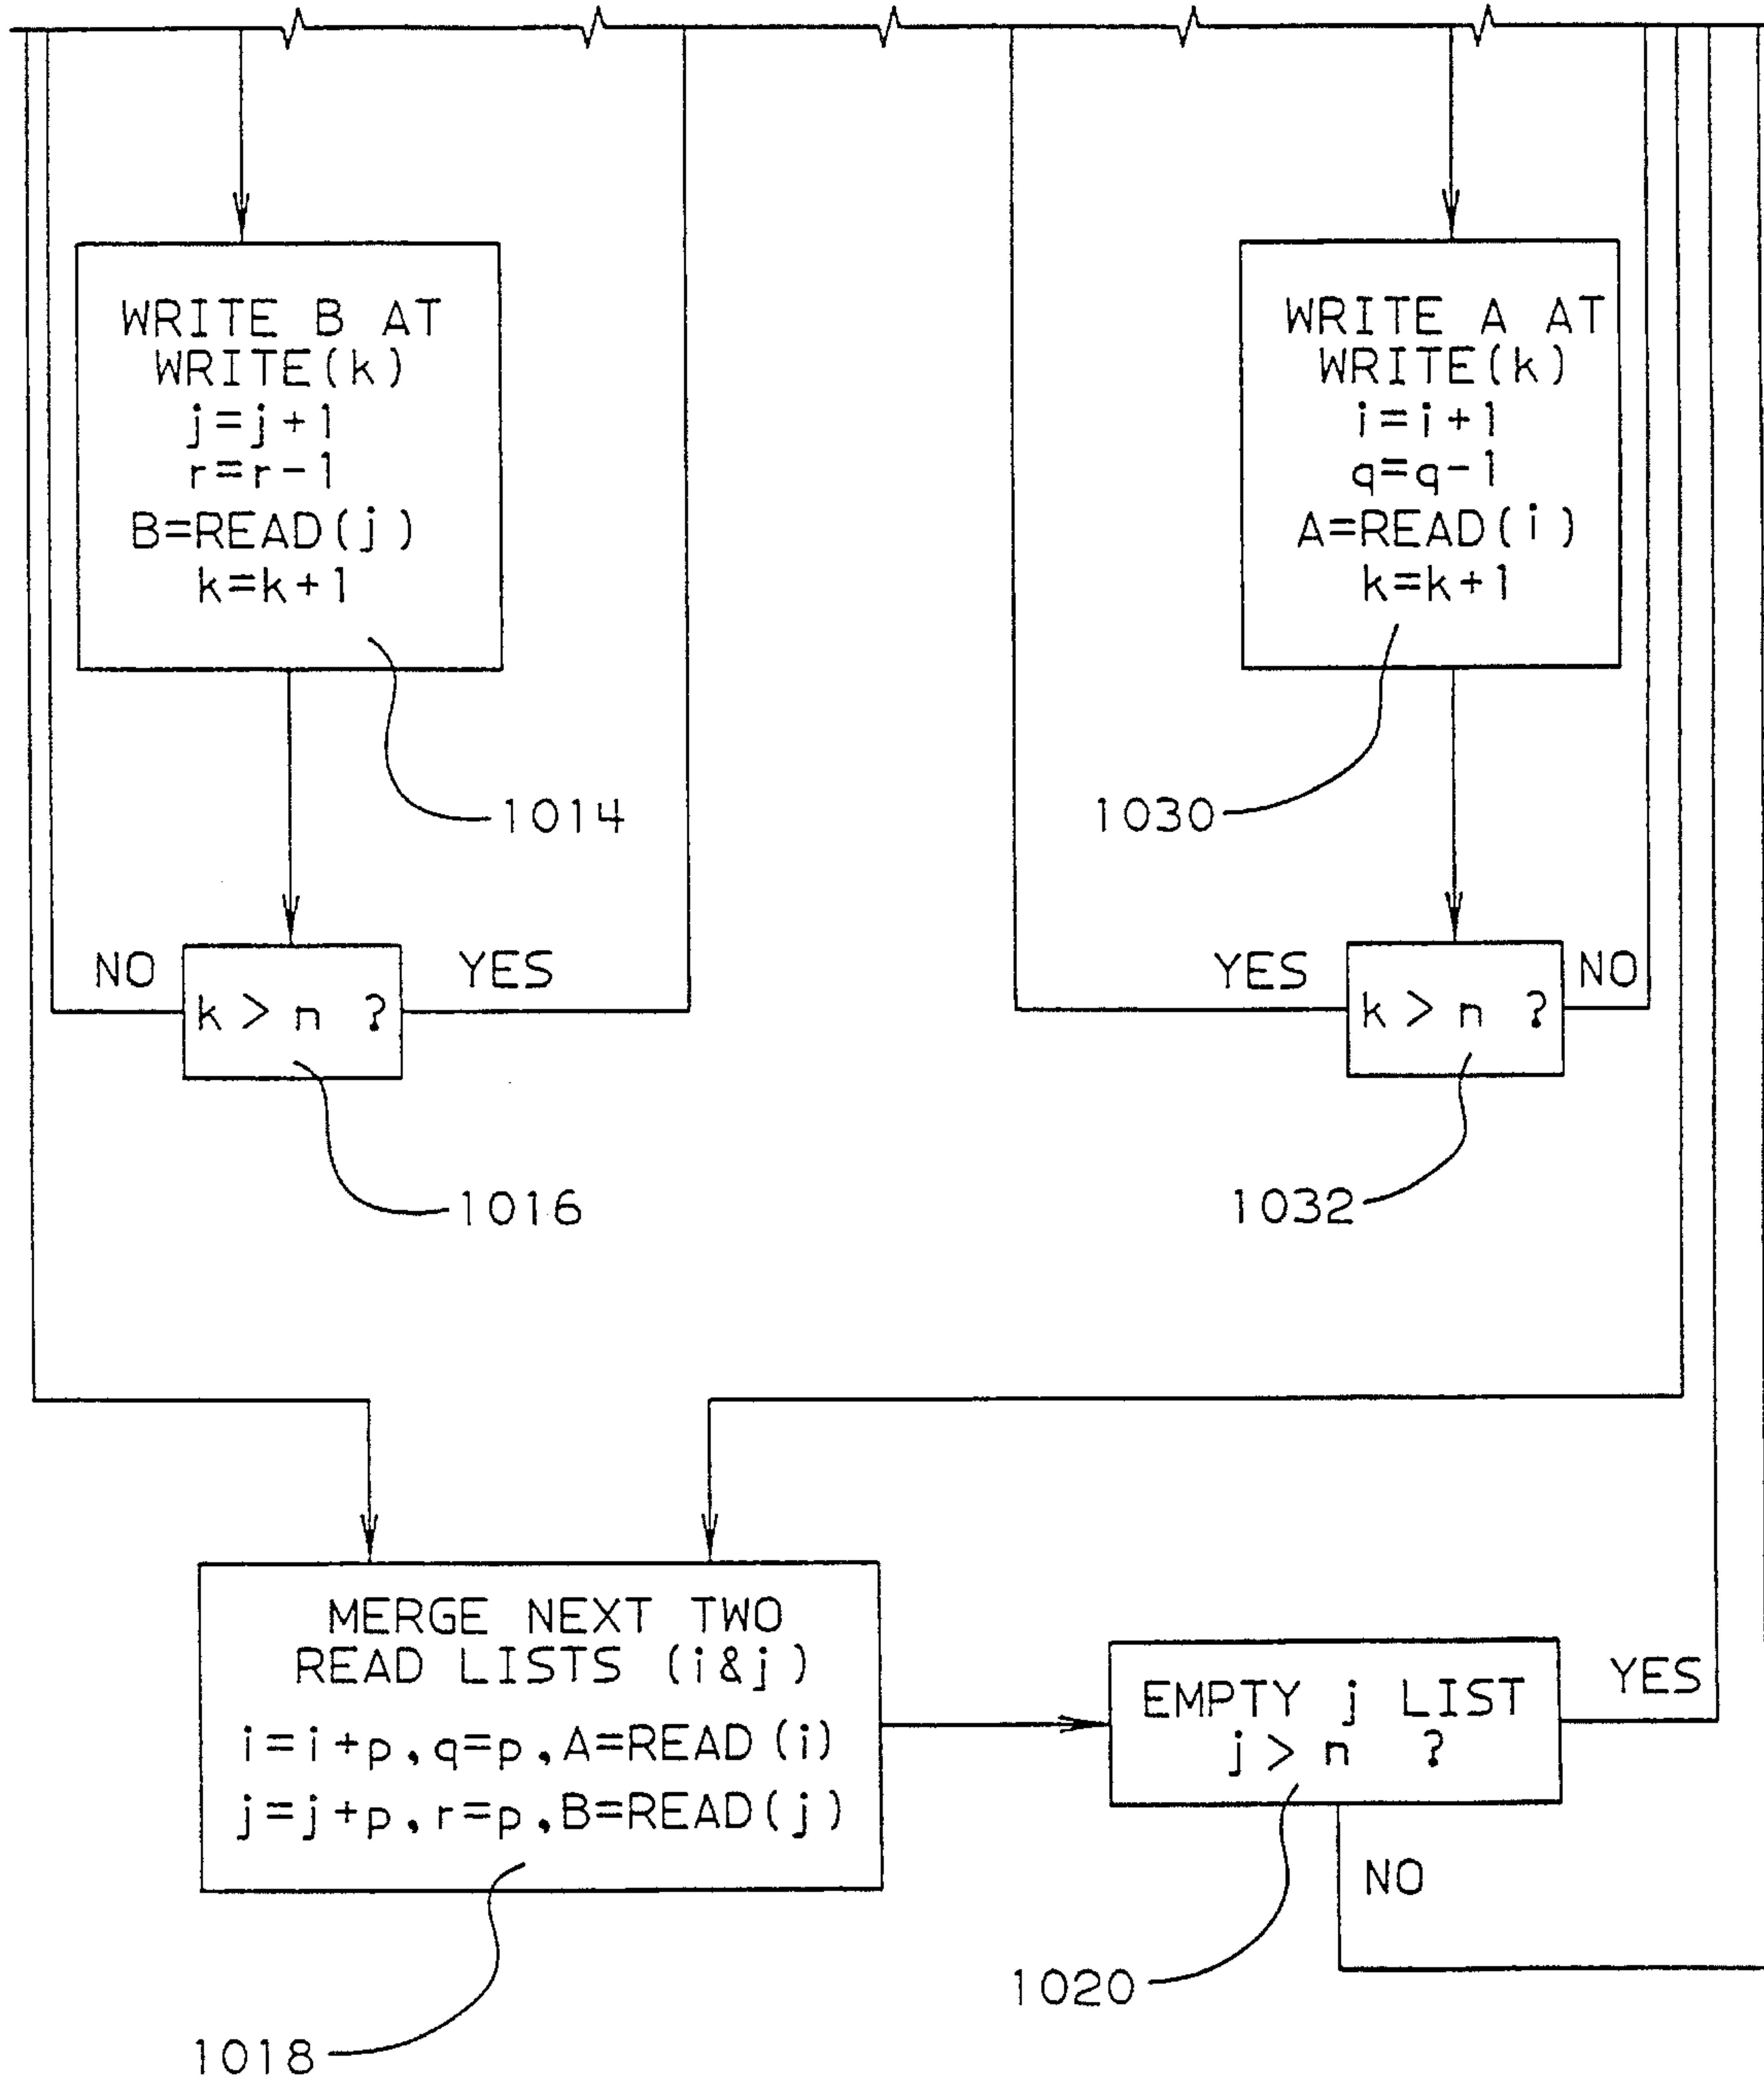 WRITE B AT
WRITE(k)
j=j+1
r=r-1
B=READ(j)
k=k+1
1014
WRITE A AT
WRITE(k)
i=i+1
q=q-1
A=READ(i)
k=k+1
1030
NO
k > n ?
YES
1016
YES
k > n ?
NO
1032
MERGE NEXT TWO
READ LISTS (i&j)
i=i+p,q=p,A=READ(i)
j=j+p,r=p,B=READ(j)
1018
EMPTY j LIST
j > n ?
YES
NO
1020